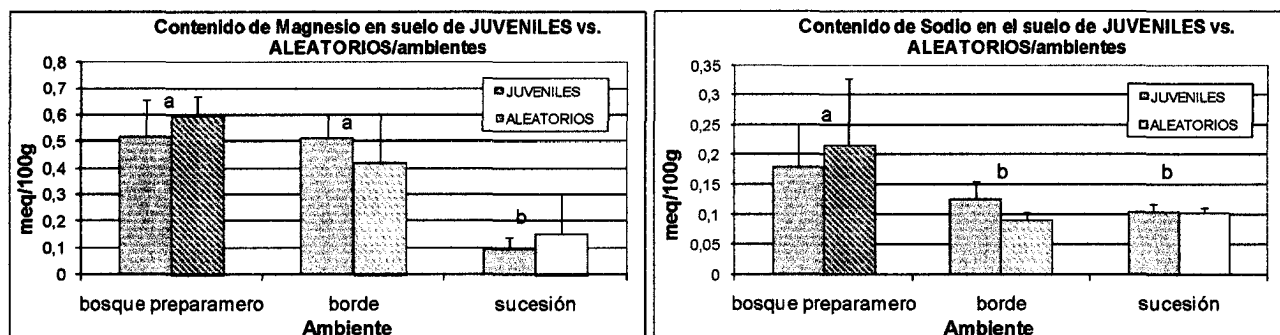 Contenido de Magnesio en suelo de JUVENILES vs.
ALEATORIOS/ambientes
0,8
0,7
0,6
0,5
0,4
0,3
0,2
0,1
0
meq/100g
JUVENILES
ALEATORIOS
a
a
b
bosque preparamero
borde
sucesión
Ambiente
Contenido de Sodio en el suelo de JUVENILES vs.
ALEATORIOS/ambientes
0,35
0,3
0,25
0,2
0,15
0,1
0,05
0
meq/100g
JUVENILES
ALEATORIOS
a
b
b
bosque preparamero
borde
sucesión
Ambiente